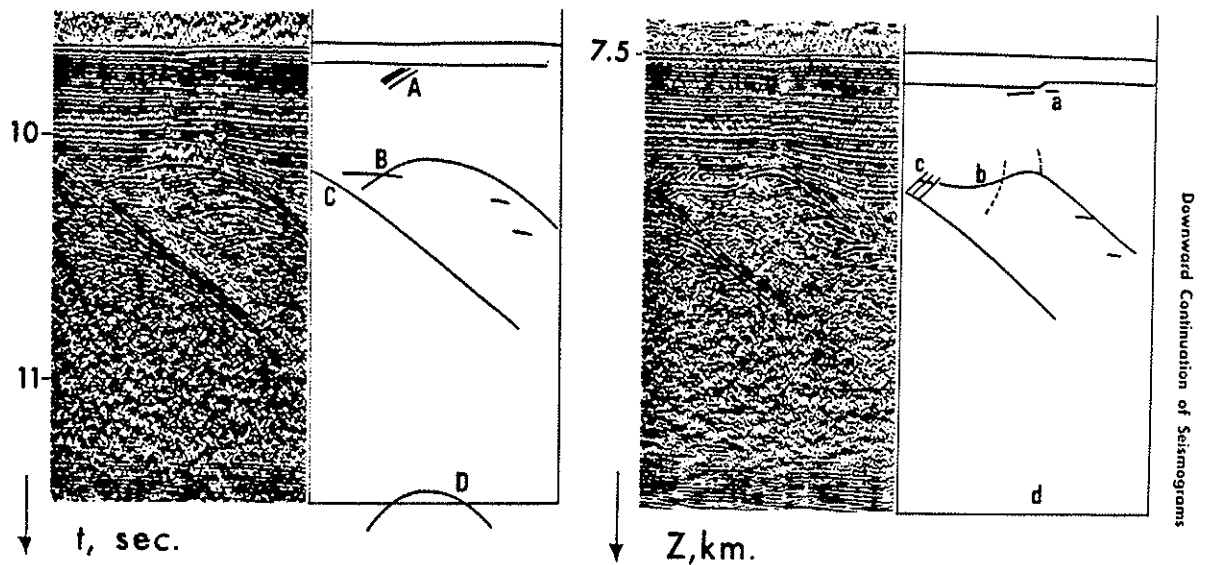 10
11
t, sec.
A
B
C
D
7.5
Z, km.
a
c
b
d
Downward Continuation of Seismograms